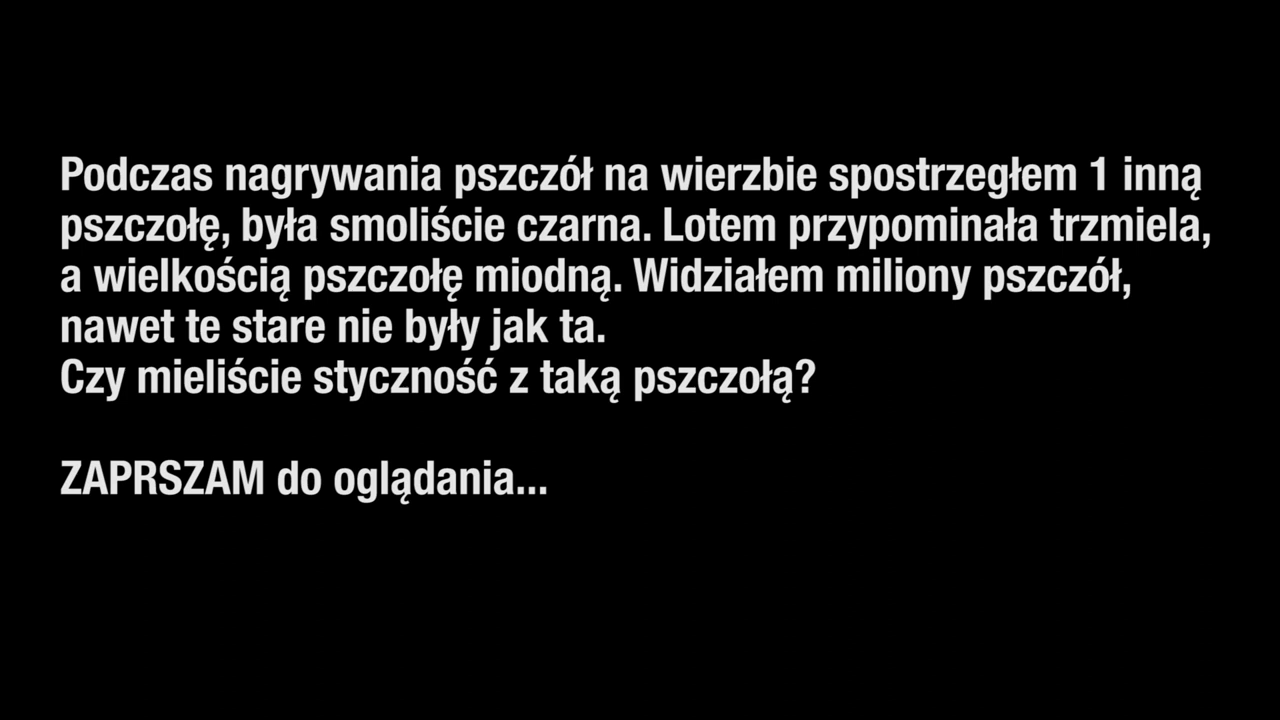 Podczas nagrywania pszczół na wierzbie spostrzegłem 1 inną
pszczołę, była smoliście czarna. Lotem przypominała trzmiela,
a wielkością pszczołę miodną. Widziałem miliony pszczół,
nawet te stare nie były jak ta.
Czy mieliście styczność z taką pszczołą?
ZAPRSZAM do oglądania...